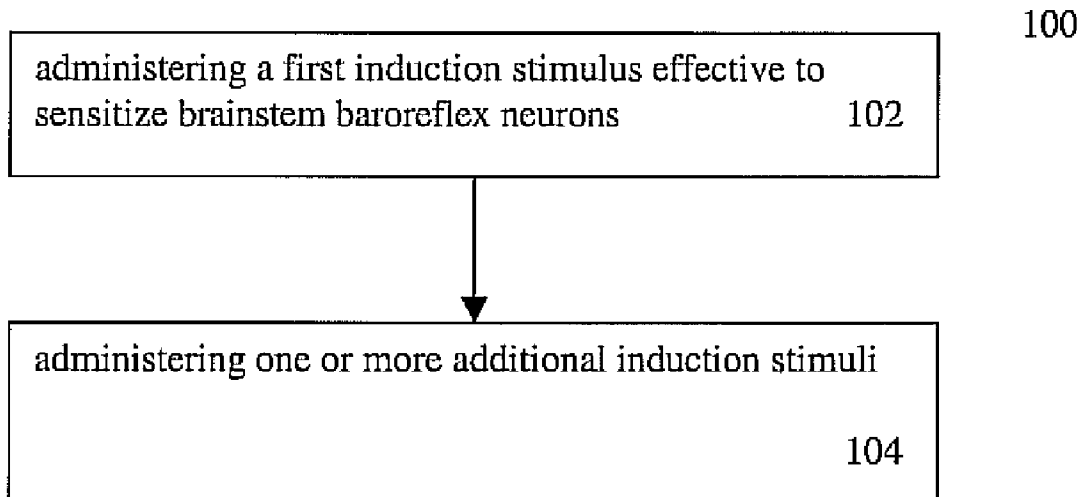 100
administering a first induction stimulus effective to
sensitize brainstem baroreflex neurons 102
administering one or more additional induction stimuli
104